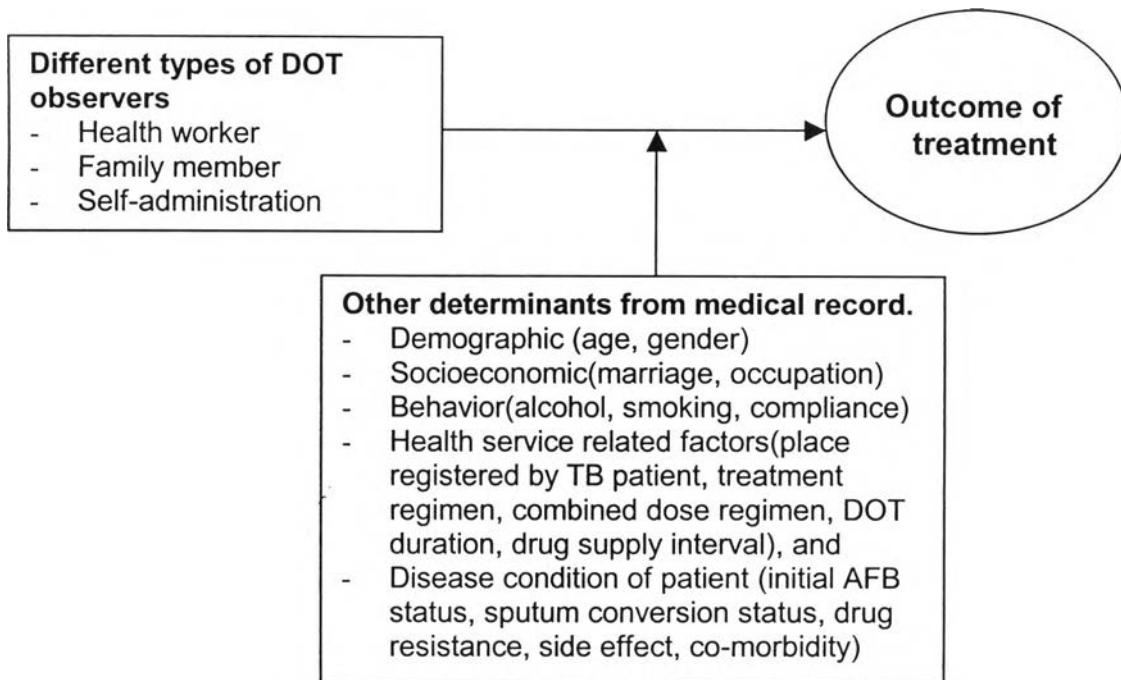 Different types of DOT
observers
- Health worker
- Family member
- Self-administration
Outcome of
treatment
Other determinants from medical record.
- Demographic (age, gender)
- Socioeconomic(marriage, occupation)
- Behavior(alcohol, smoking, compliance)
- Health service related factors(place
registered by TB patient, treatment
regimen, combined dose regimen, DOT
duration, drug supply interval), and
- Disease condition of patient (initial AFB
status, sputum conversion status, drug
resistance, side effect, co-morbidity)